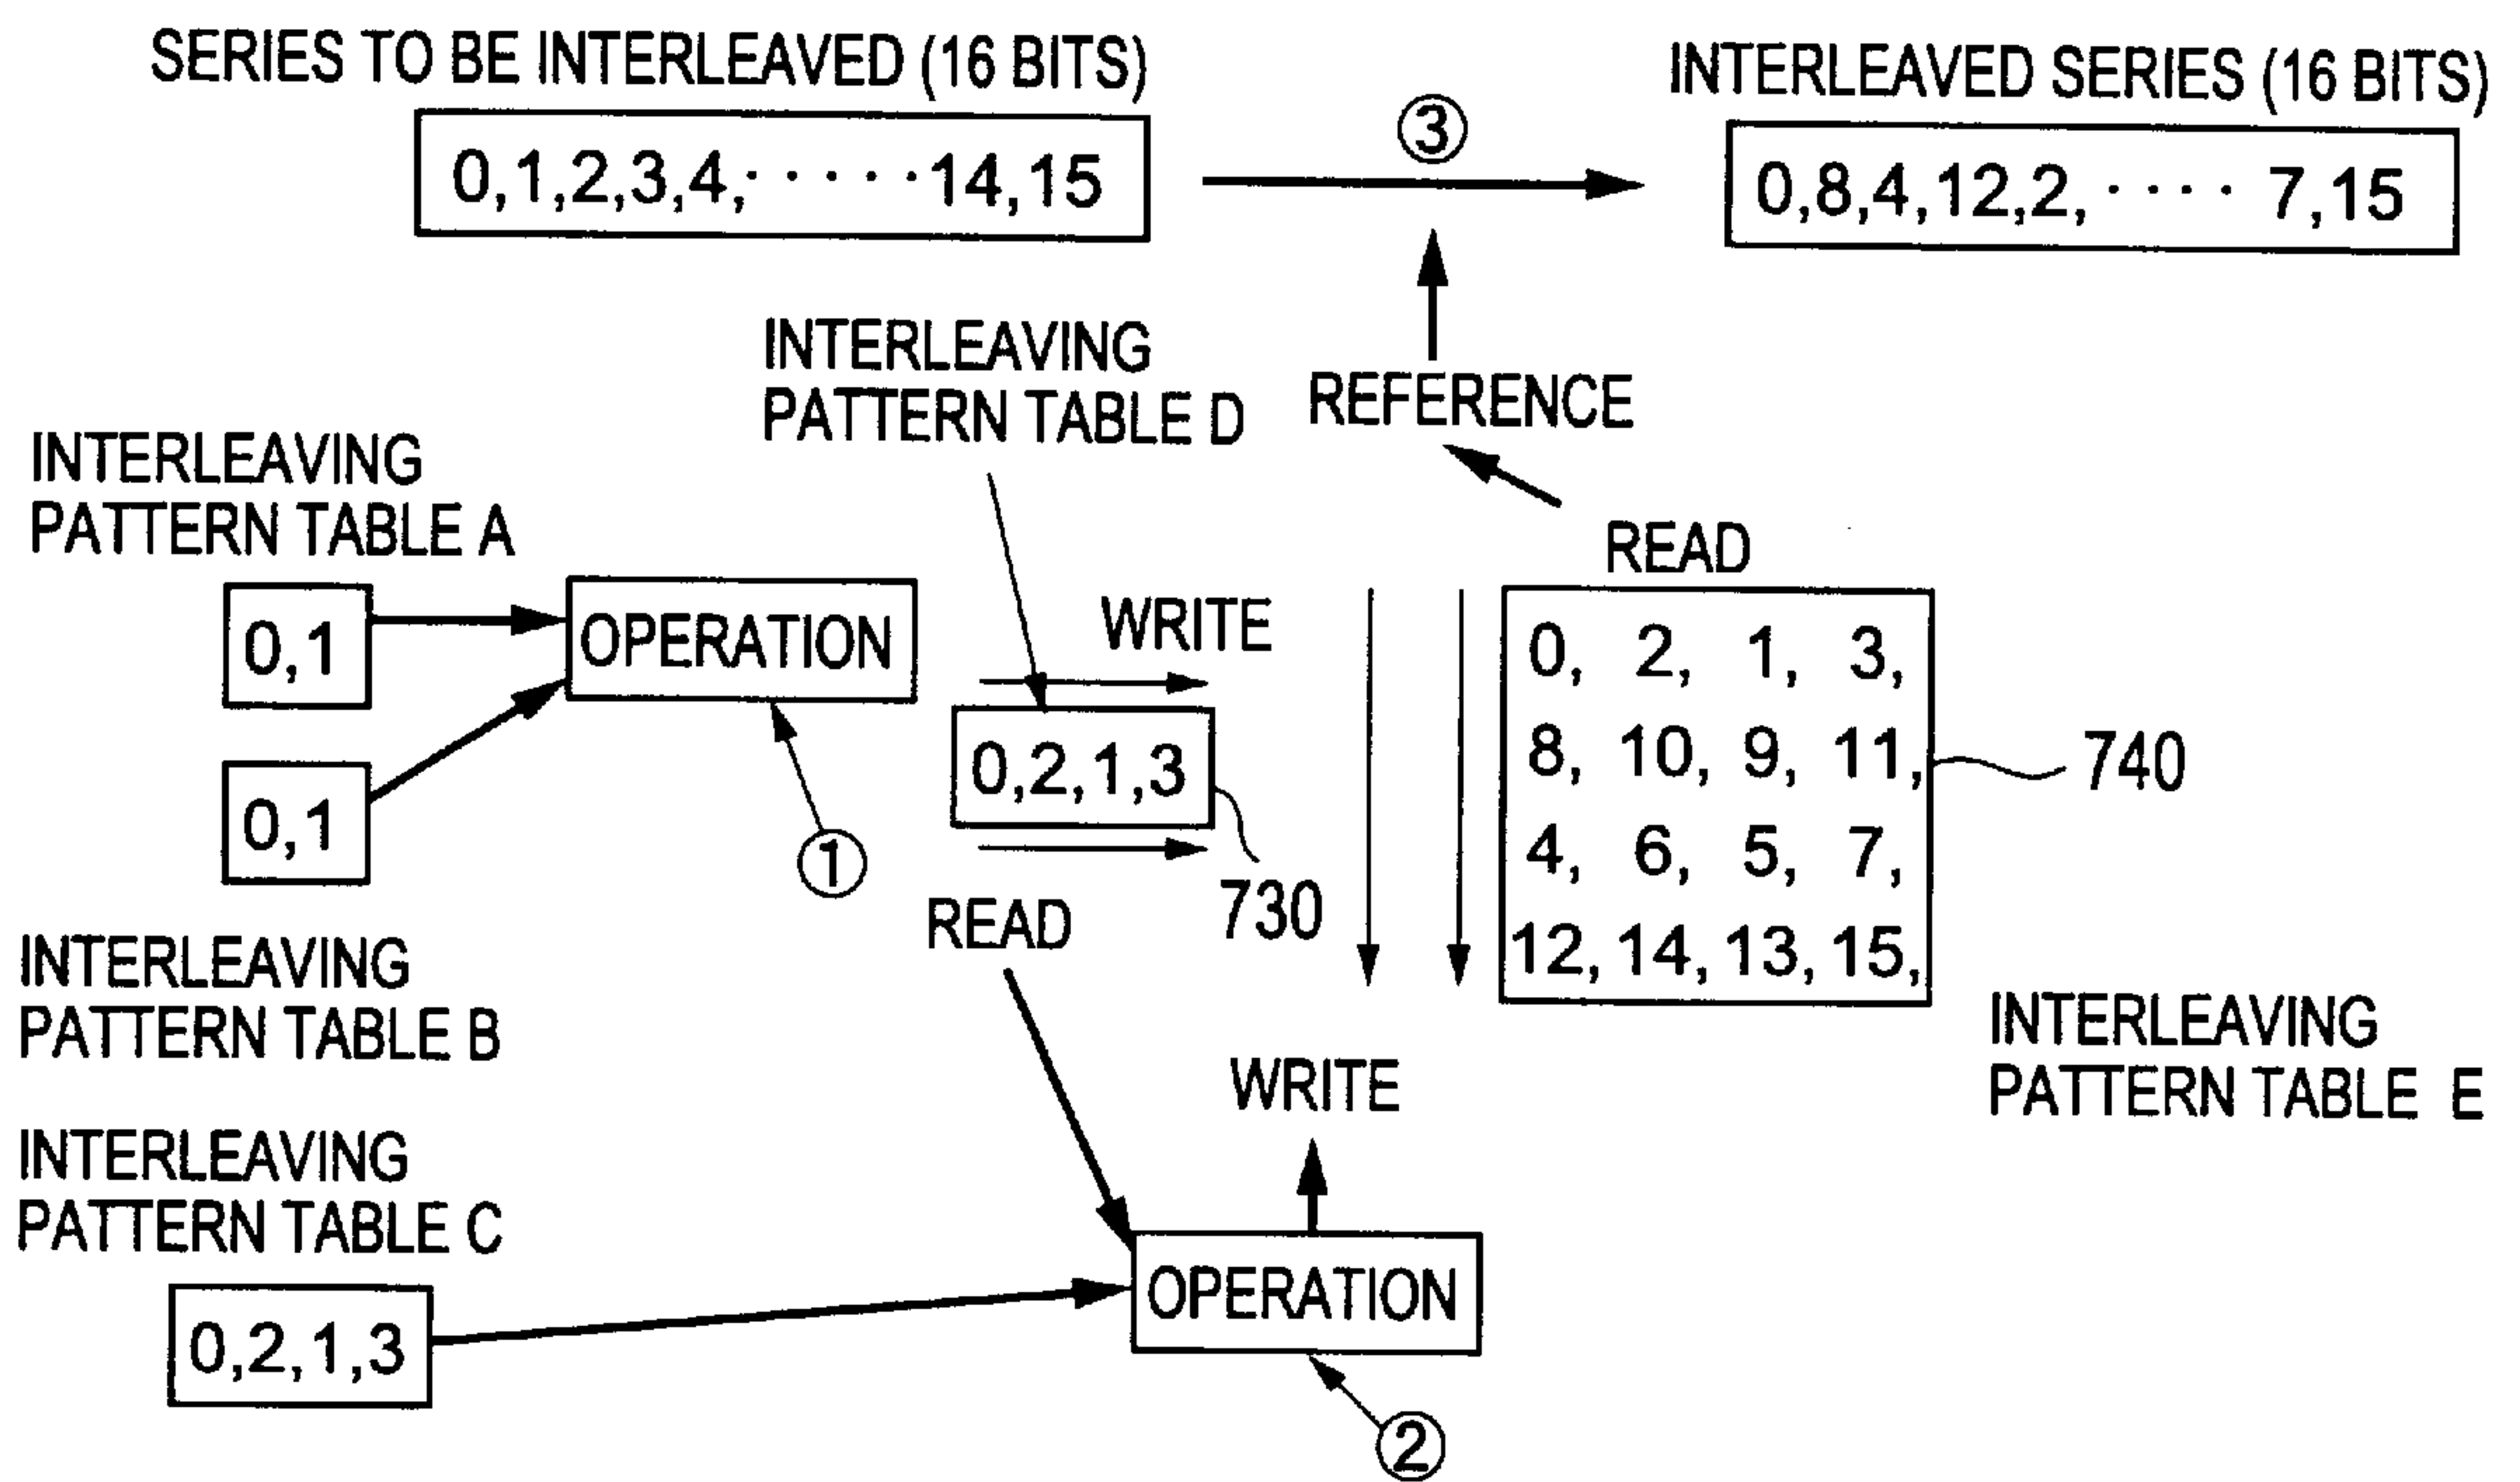 SERIES TO BE INTERLEAVED (16 BITS)
INTERLEAVED SERIES (16 BITS)
0,1,2,3,4,·····14,15
③
0,8,4,12,2,···· 7,15
INTERLEAVING
PATTERN TABLE D
REFERENCE
INTERLEAVING
PATTERN TABLE A
READ
0,1
OPERATION
WRITE
0, 2, 1, 3,
8, 10, 9, 11,
4, 6, 5, 7,
12, 14, 13, 15,
740
0,2,1,3
0,1
①
730
READ
INTERLEAVING
PATTERN TABLE B
INTERLEAVING
PATTERN TABLE E
WRITE
INTERLEAVING
PATTERN TABLE C
OPERATION
0,2,1,3
②